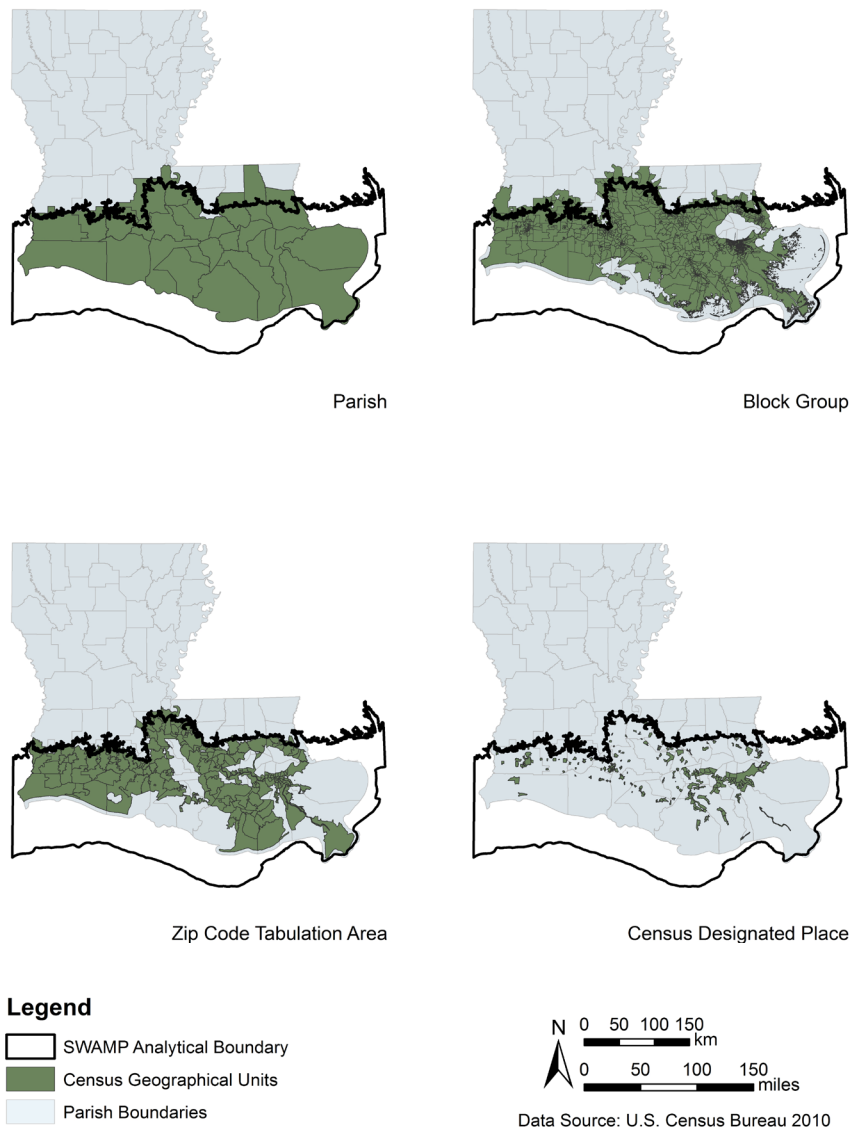 Parish
Block Group
Zip Code Tabulation Area
Census Designated Place
Legend
SWAMP Analytical Boundary
Census Geographical Units
Parish Boundaries
N
0 50 100 150
km
0 50 100 150
miles
Data Source: U.S. Census Bureau 2010